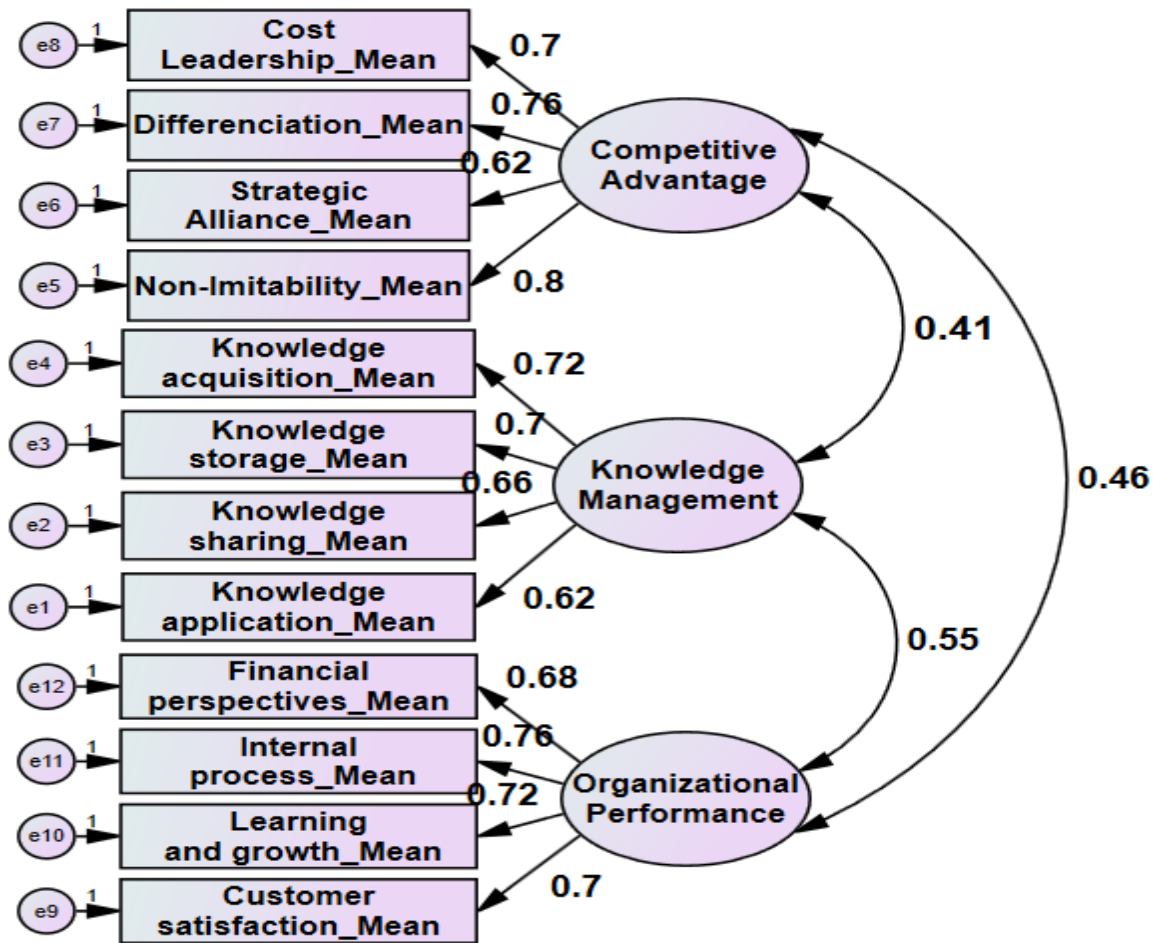 e8
1
Cost
Leadership_Mean
0.7
e7
1
Differenciation_Mean
0.76
e6
1
Strategic
Alliance_Mean
0.62
e5
1
Non-Imitability_Mean
0.8
Competitive
Advantage
0.41
e4
1
Knowledge
acquisition_Mean
0.72
e3
1
Knowledge
storage_Mean
0.7
e2
1
Knowledge
sharing_Mean
0.66
e1
1
Knowledge
application_Mean
0.62
Knowledge
Management
0.46
0.55
e12
1
Financial
perspectives_Mean
0.68
e11
1
Internal
process_Mean
0.76
e10
1
Learning
and growth_Mean
0.72
e9
1
Customer
satisfaction_Mean
0.7
Organizational
Performance